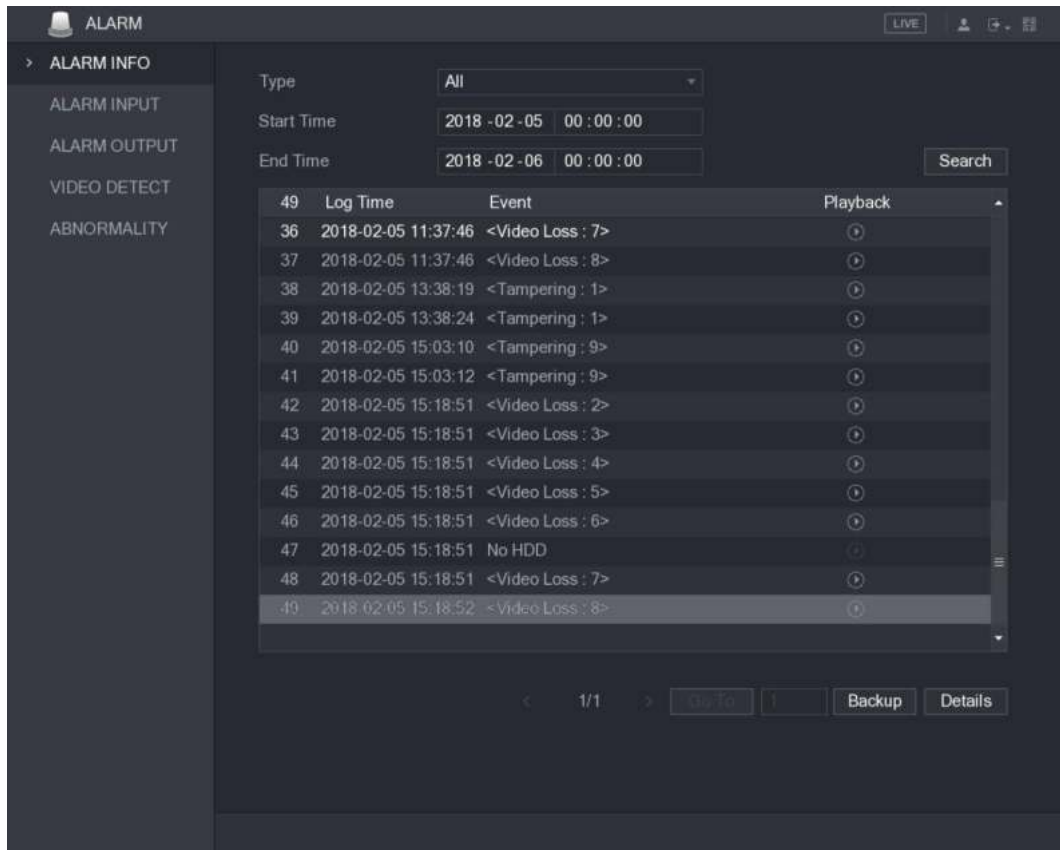 ALARM LIVE
ALARM INFO
ALARM INPUT
ALARM OUTPUT
VIDEO DETECT
ABNORMALITY
Type All
Start Time 2018 -02 -05 00 : 00 : 00
End Time 2018 -02 -06 00 : 00 : 00 Search
49 Log Time Event Playback
36 2018-02-05 11:37:46 <Video Loss : 7>
37 2018-02-05 11:37:46 <Video Loss : 8>
38 2018-02-05 13:38:19 <Tampering : 1>
39 2018-02-05 13:38:24 <Tampering : 1>
40 2018-02-05 15:03:10 <Tampering : 9>
41 2018-02-05 15:03:12 <Tampering : 9>
42 2018-02-05 15:18:51 <Video Loss : 2>
43 2018-02-05 15:18:51 <Video Loss : 3>
44 2018-02-05 15:18:51 <Video Loss : 4>
45 2018-02-05 15:18:51 <Video Loss : 5>
46 2018-02-05 15:18:51 <Video Loss : 6>
47 2018-02-05 15:18:51 No HDD
48 2018-02-05 15:18:51 <Video Loss : 7>
49 2018-02-05 15:18:52 <Video Loss : 8>
< 1/1 > Go To 1 Backup Details